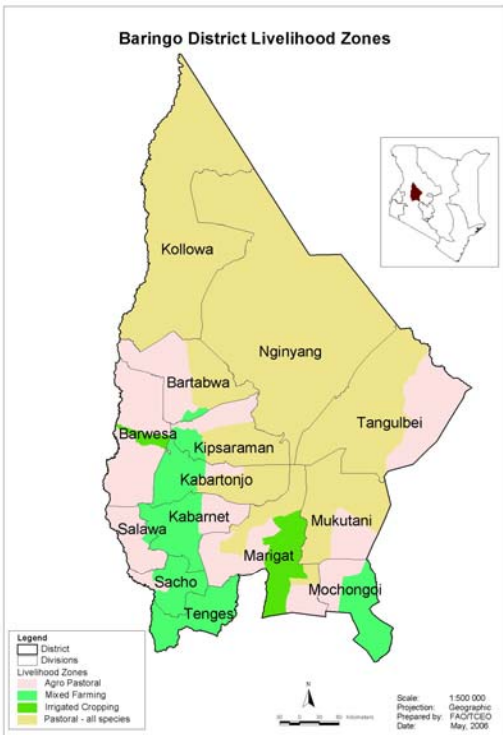 Baringo District Livelihood Zones
Kollowa
Nginyang
Bartabwa
Tangulbei
Barwesa
Kipsaraman
Kabartonjo
Kabarnet
Mukutani
Salawa
Marigat
Sacho
Mochongoi
Tenges
Legend
District
Divisions
Livelihood Zones
Agro Pastoral
Mixed Farming
Irrigated Cropping
Pastoral - all species
N
Kilometers
Scale: 1:500 000
Projection: Geographic
Prepared by: FAO/TCEO
Date: May, 2006